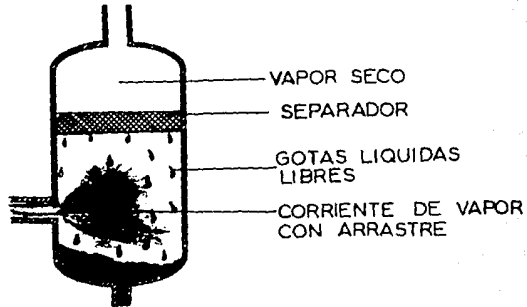 VAPOR SECO
SEPARADOR
GOTAS LIQUIDAS
LIBRES
CORRIENTE DE VAPOR
CON ARRASTRE